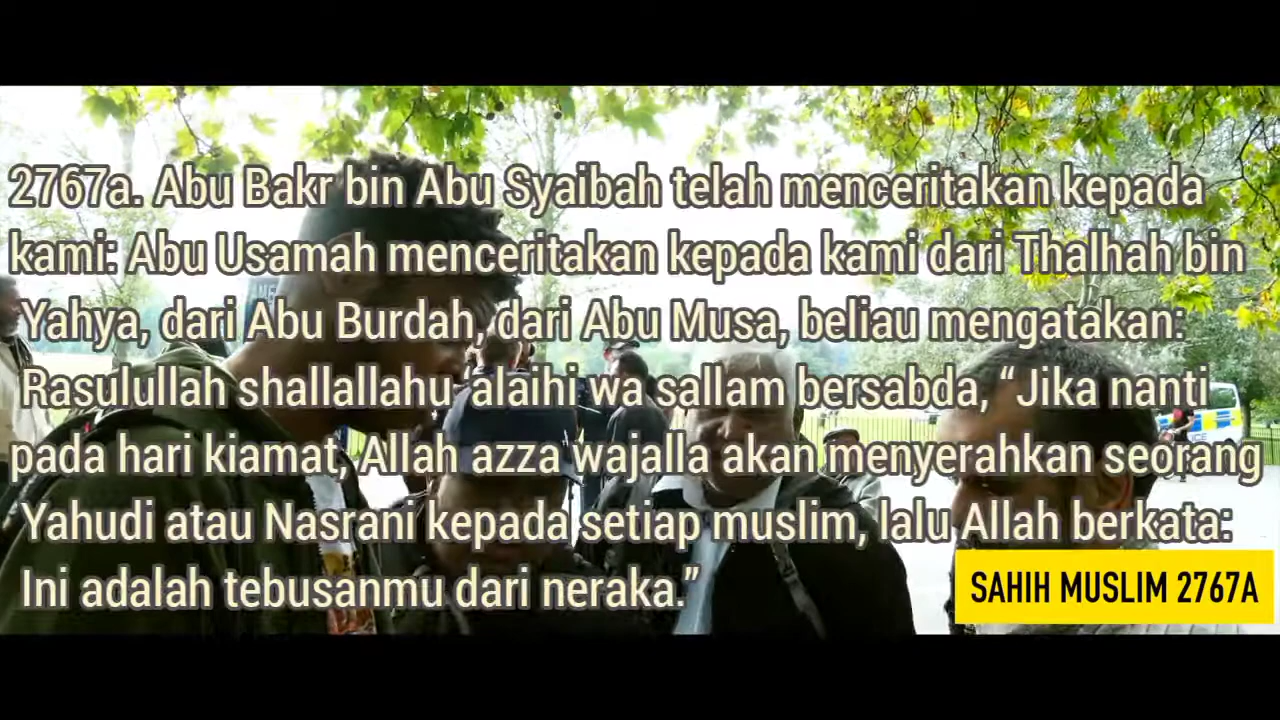 2767a. Abu Bakr bin Abu Syaibah telah menceritakan kepada
kami: Abu Usamah menceritakan kepada kami dari Thalhah bin
Yahya, dari Abu Burdah, dari Abu Musa, beliau mengatakan:
Rasulullah shallallahu ‘alaihi wa sallam bersabda, “Jika nanti
pada hari kiamat, Allah azza wajalla akan menyerahkan seorang
Yahudi atau Nasrani kepada setiap muslim, lalu Allah berkata:
Ini adalah tebusanmu dari neraka.”
SAHIH MUSLIM 2767A